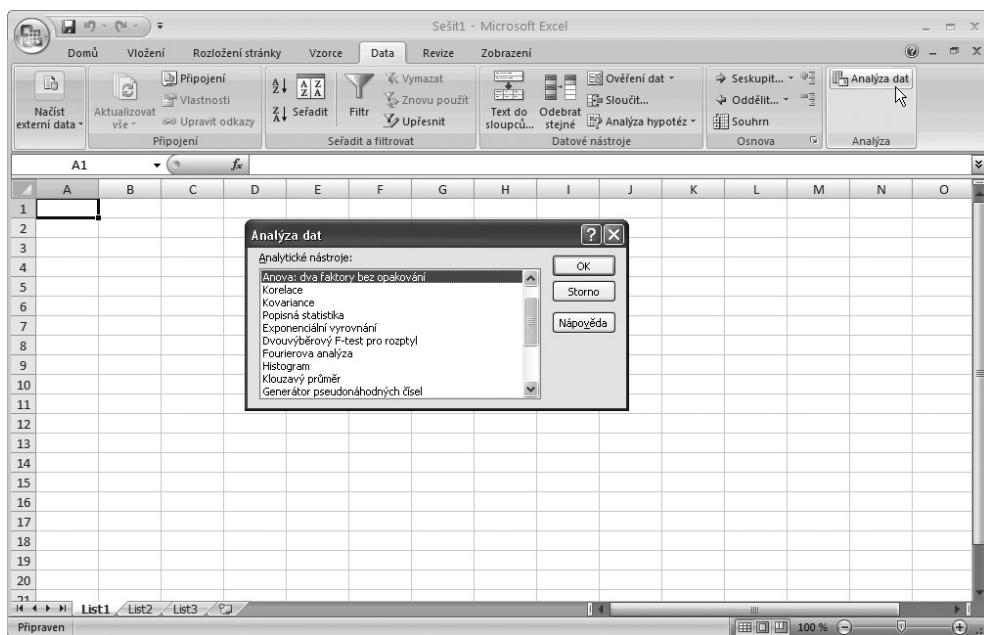 Sešit1 - Microsoft Excel
Domů Vložení Rozložení stránky Vzorce Data Revize Zobrazení
Načíst externí data
Aktualizovat vše
Připojení
Vlastnosti
Upravit odkazy
Připojení
Seřadit
Filtr
Vymazat
Znovu použít
Upřesnit
Seřadit a filtrovat
Text do sloupců...
Odebrat stejné
Ověření dat
Sloučit...
Analýza hypotéz
Datové nástroje
Seskupit...
Oddělit...
Souhrn
Osnova
Analýza dat
Analýza
A1 fx
A B C D E F G H I J K L M N O
1
2
3
4
5
6
7
8
9
10
11
12
13
14
15
16
17
18
19
20
21
Analýza dat
Analytické nástroje:
Anova: dva faktory bez opakování
Korelace
Kovariance
Popisná statistika
Exponenciální vyrovnání
Dvouvýběrový F-test pro rozptyl
Fourierova analýza
Histogram
Klouzavý průměr
Generátor pseudonáhodných čísel
OK
Storno
Nápověda
List1 List2 List3
Připraven 100 %